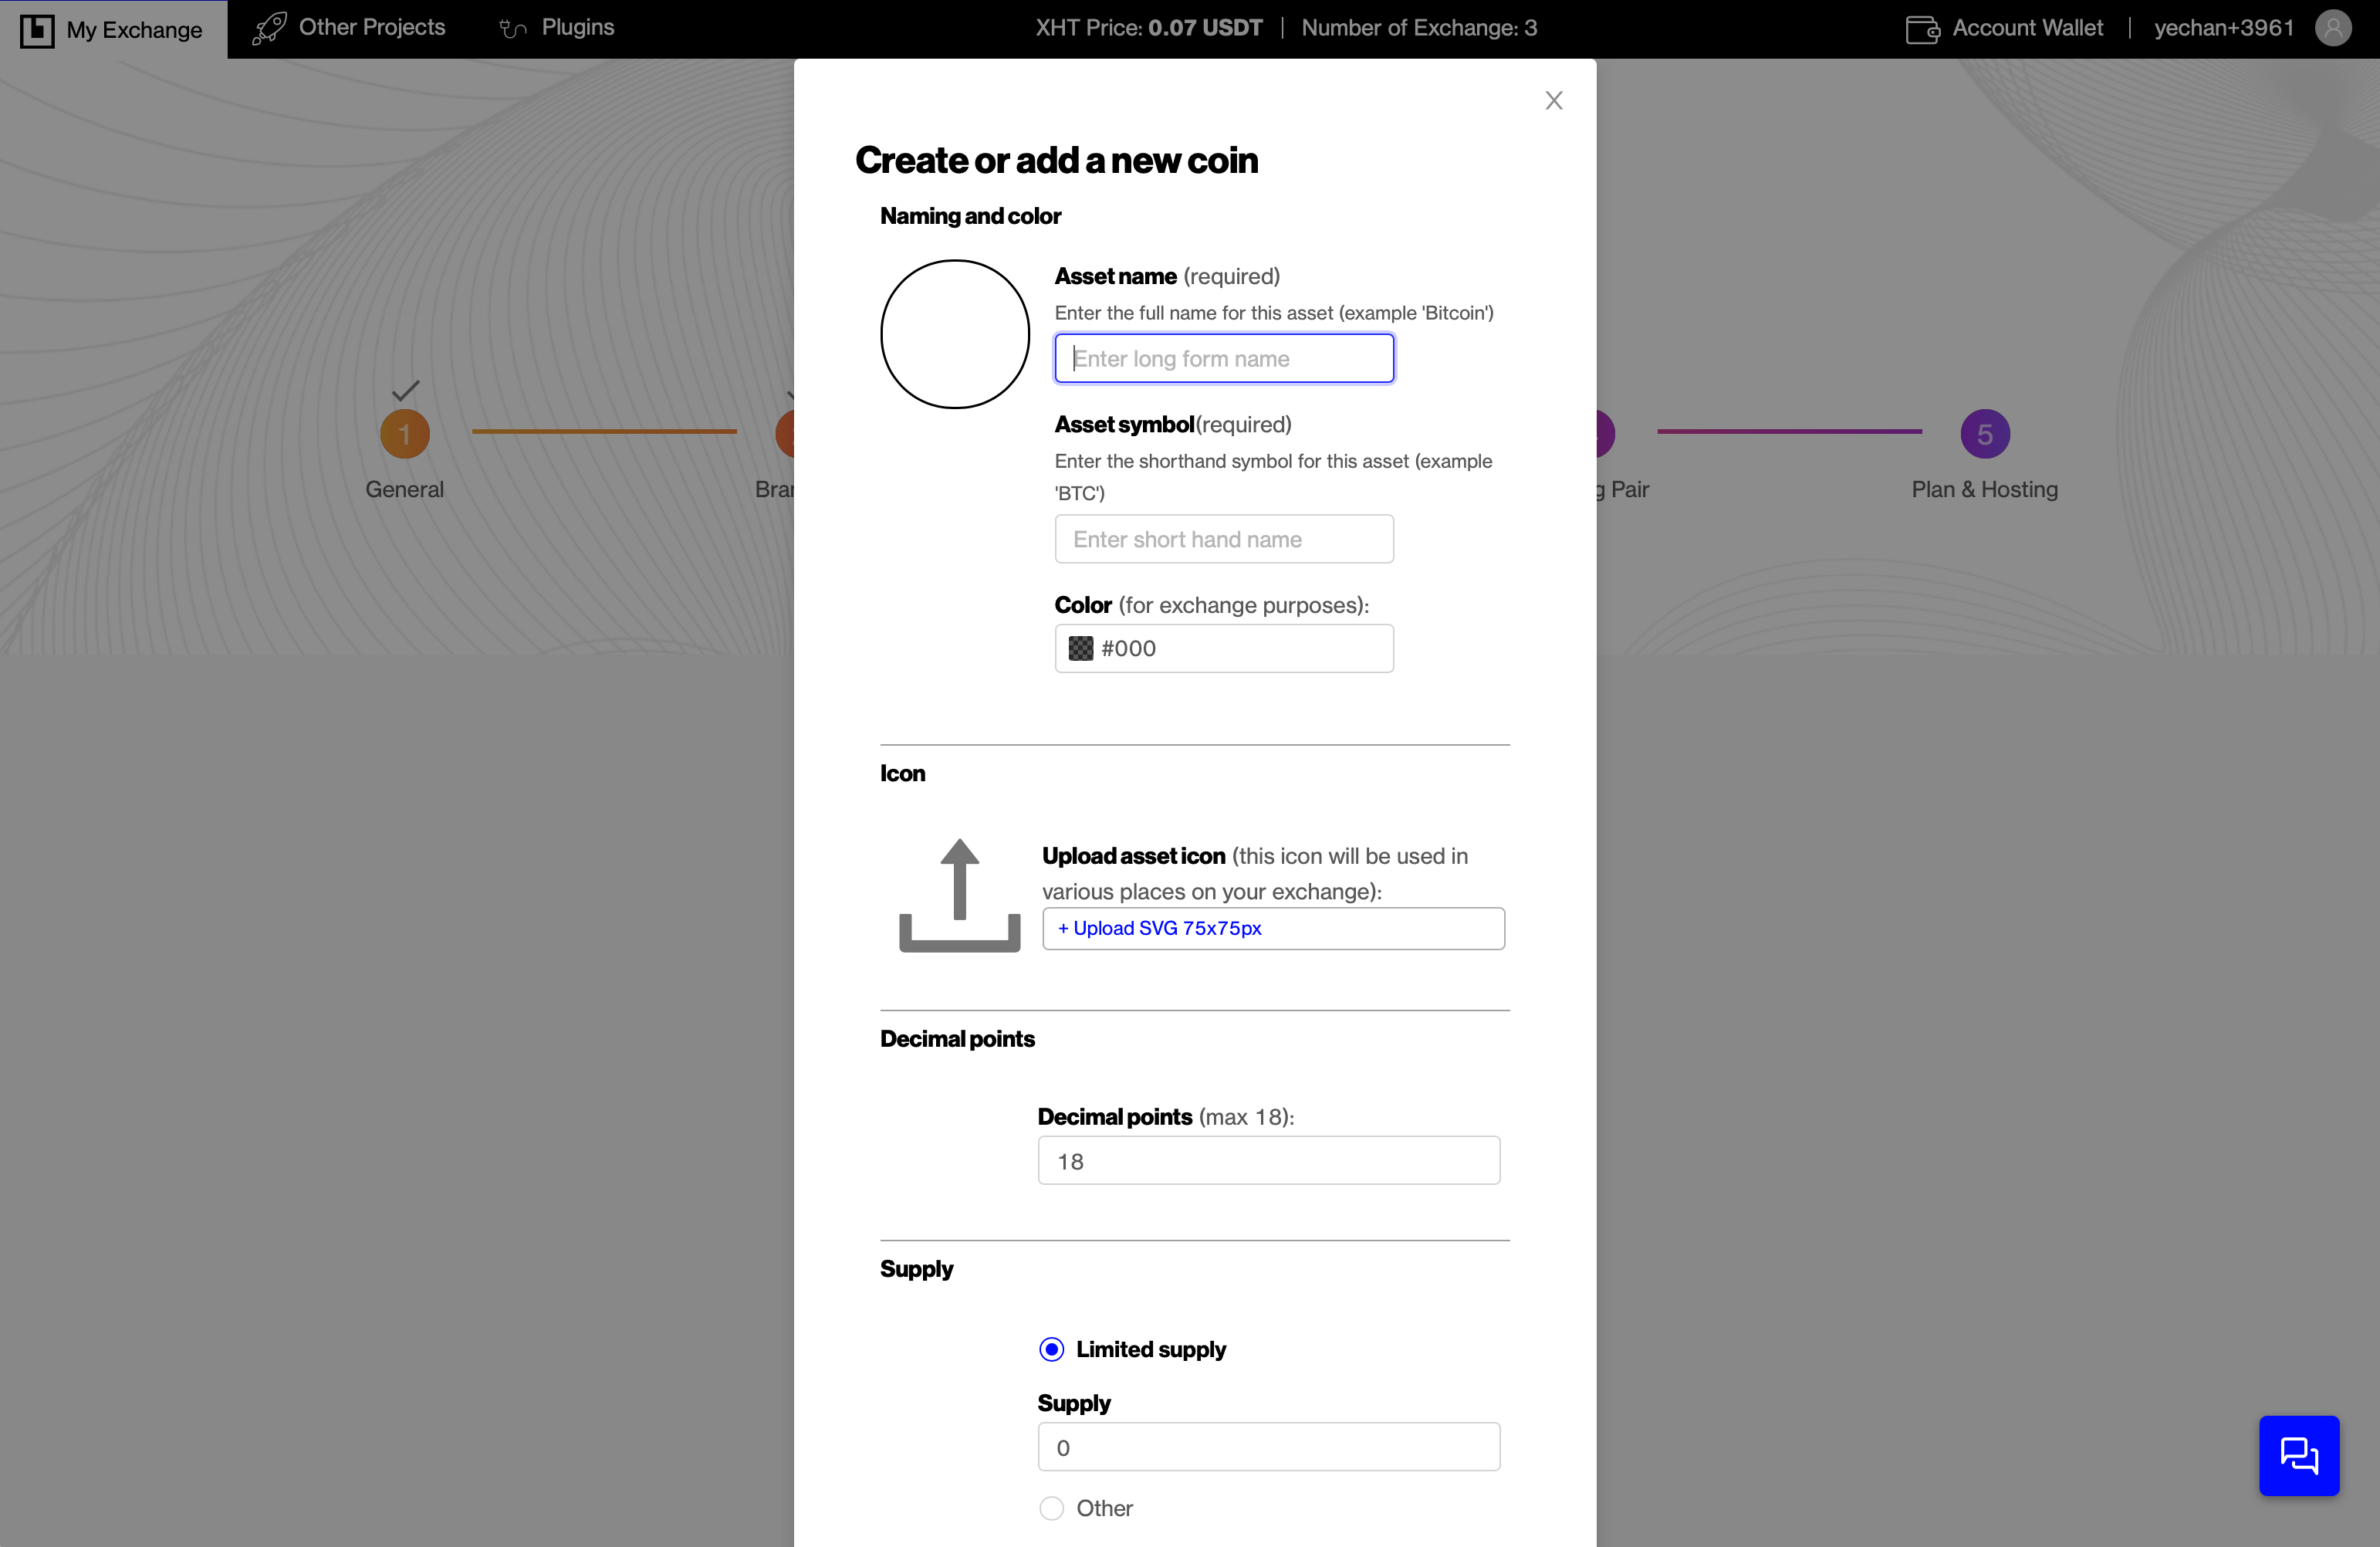 My Exchange
Other Projects
Plugins
XHT Price: 0.07 USDT
Number of Exchange: 3
Account Wallet
yechan+3961
Create or add a new coin
Naming and color
Asset name (required)
Enter the full name for this asset (example 'Bitcoin')
Enter long form name
Asset symbol(required)
Enter the shorthand symbol for this asset (example
'BTC')
Enter short hand name
Color (for exchange purposes):
#000
1
General
Bra
g Pair
5
Plan & Hosting
Icon
Upload asset icon (this icon will be used in
various places on your exchange):
+ Upload SVG 75x75px
Decimal points
Decimal points (max 18):
18
Supply
Limited supply
Supply
0
Other